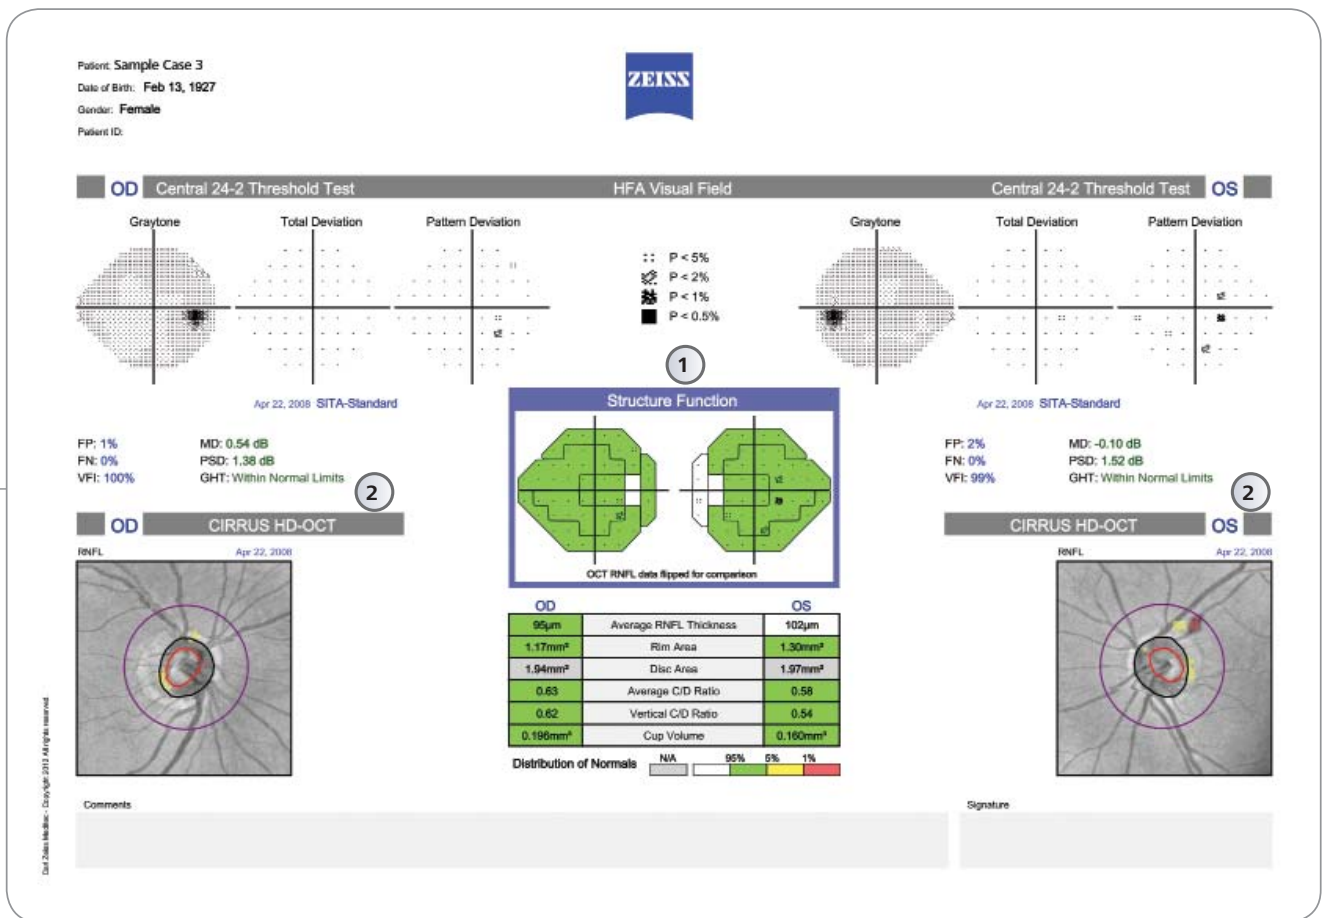 Patient: Sample Case 3
Date of Birth: Feb 13, 1927
Gender: Female
Patient ID:
ZEISS
OD Central 24-2 Threshold Test HFA Visual Field Central 24-2 Threshold Test OS
Graytone Total Deviation Pattern Deviation Graytone Total Deviation Pattern Deviation
P < 5%
P < 2%
P < 1%
P < 0.5%
1
Apr 22, 2008 SITA-Standard
Apr 22, 2008 SITA-Standard
FP: 1% MD: 0.54 dB
FN: 0% PSD: 1.38 dB
VFI: 100% GHT: Within Normal Limits
2
FP: 2% MD: -0.10 dB
FN: 0% PSD: 1.52 dB
VFI: 99% GHT: Within Normal Limits
2
Structure Function
OCT RNFL data flipped for comparison
OD CIRRUS HD-OCT
RNFL Apr 22, 2008
CIRRUS HD-OCT OS
RNFL Apr 22, 2008
OD OS
95µm Average RNFL Thickness 102µm
1.17mm² Rim Area 1.30mm²
1.94mm² Disc Area 1.97mm²
0.63 Average C/D Ratio 0.58
0.62 Vertical C/D Ratio 0.54
0.196mm³ Cup Volume 0.160mm³
Distribution of Normals N/A 95% 5% 1%
Comments
Signature
Carl Zeiss Meditec - Copyright 2012 All rights reserved.